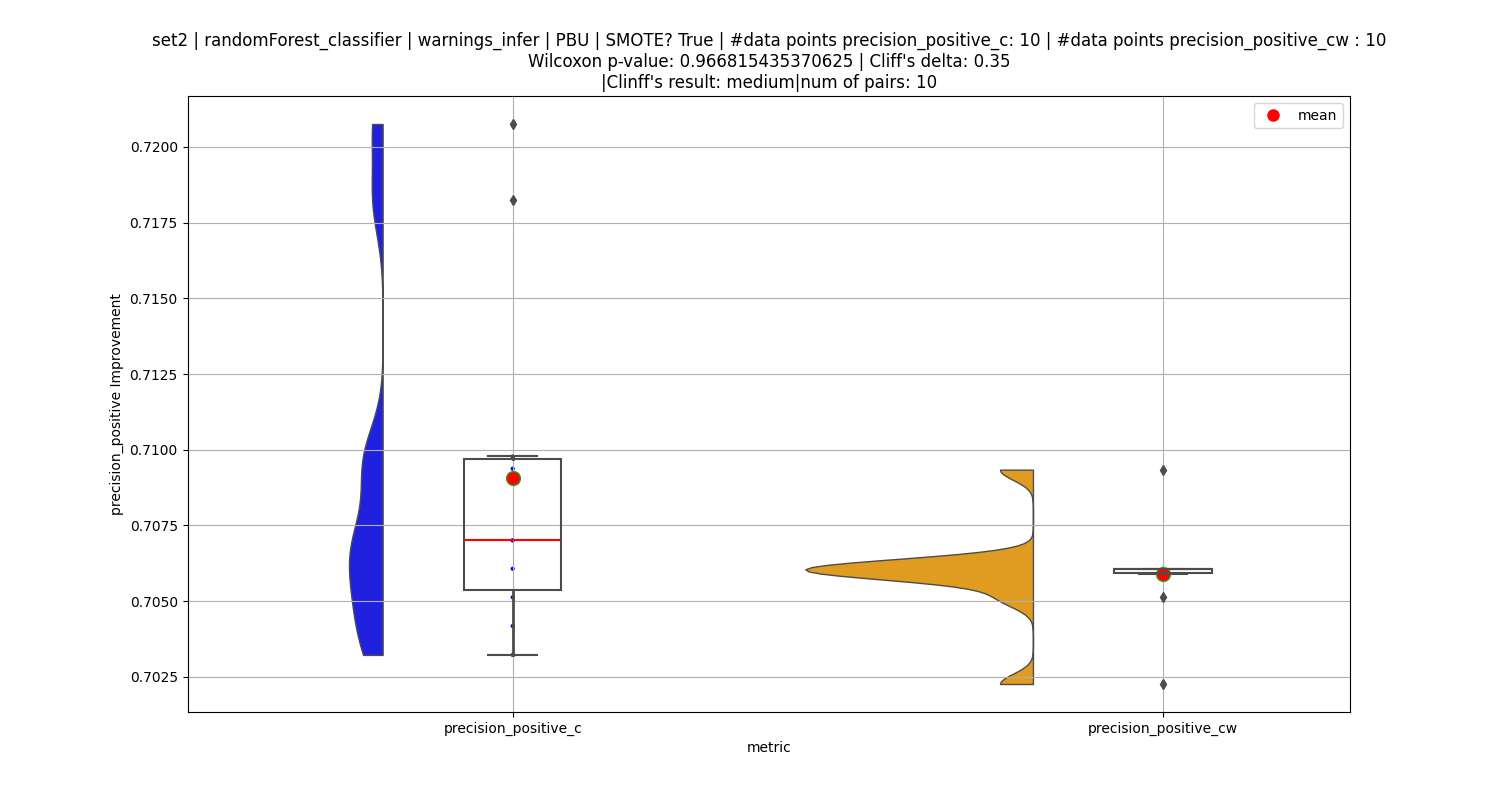 set2 | randomForest_classifier | warnings_infer | PBU | SMOTE? True | #data points precision_positive_c: 10 | #data points precision_positive_cw : 10
Wilcoxon p-value: 0.966815435370625 | Cliff's delta: 0.35
|Clinff's result: medium|num of pairs: 10
mean
0.7200
0.7175
0.7150
0.7125
0.7100
0.7075
0.7050
0.7025
precision_positive Improvement
precision_positive_c
precision_positive_cw
metric